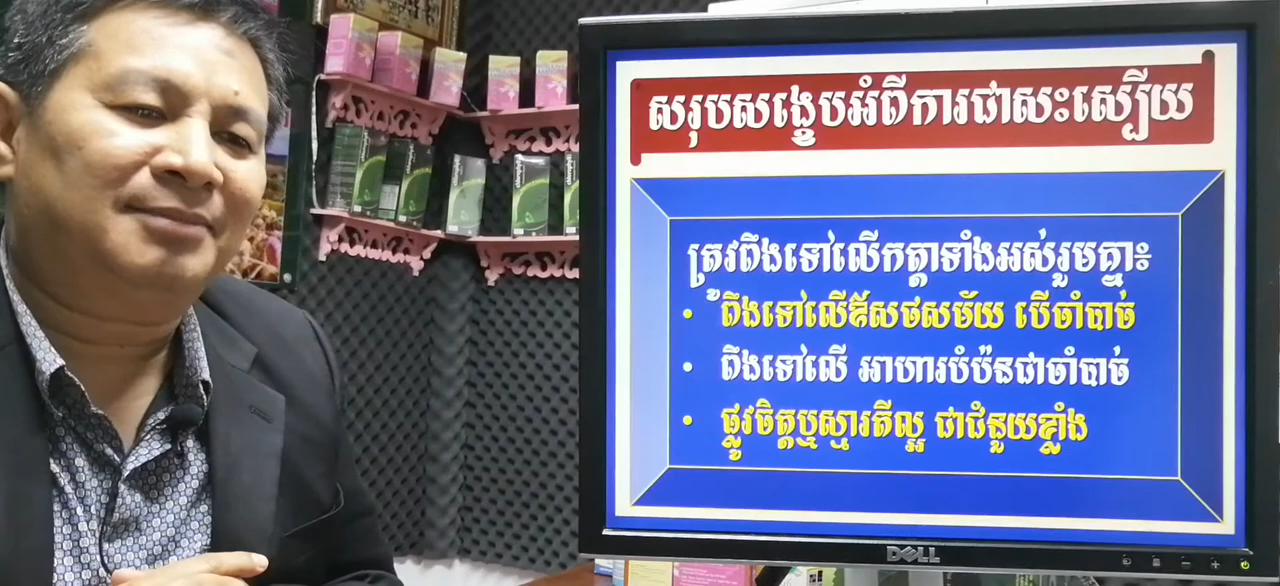 សរុបសង្ខេបអំពីការជាសះស្បើយ
ត្រូវពឹងទៅលើកត្តាទាំងអស់រួមគ្នា៖
• ពឹងទៅលើឱសថសម័យ បើចាំបាច់
• ពឹងទៅលើ អាហារបំប៉នជាចាំបាច់
• ផ្លូវចិត្តឬស្មារតីល្អ ជាជំនួយខ្លាំង
DELL